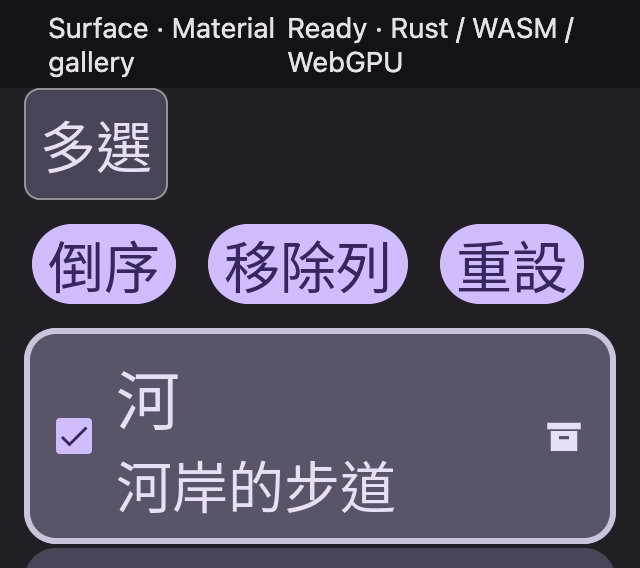 Surface · Material gallery
Ready · Rust / WASM / WebGPU
多選
倒序
移除列
重設
河
河岸的步道